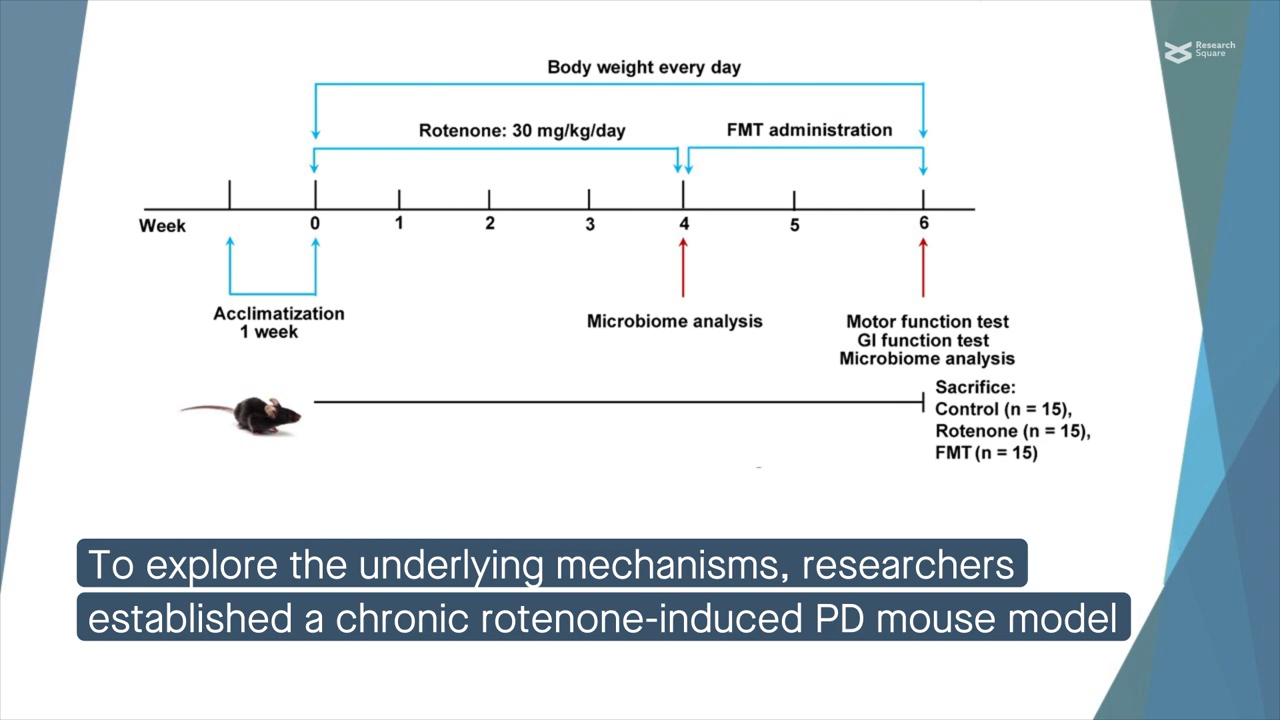 Research
Square
Body weight every day
Rotenone: 30 mg/kg/day
FMT administration
Week
0
1
2
3
4
5
6
Acclimatization
1 week
Microbiome analysis
Motor function test
GI function test
Microbiome analysis
Sacrifice:
Control (n = 15),
Rotenone (n = 15),
FMT (n = 15)
To explore the underlying mechanisms, researchers
established a chronic rotenone-induced PD mouse model